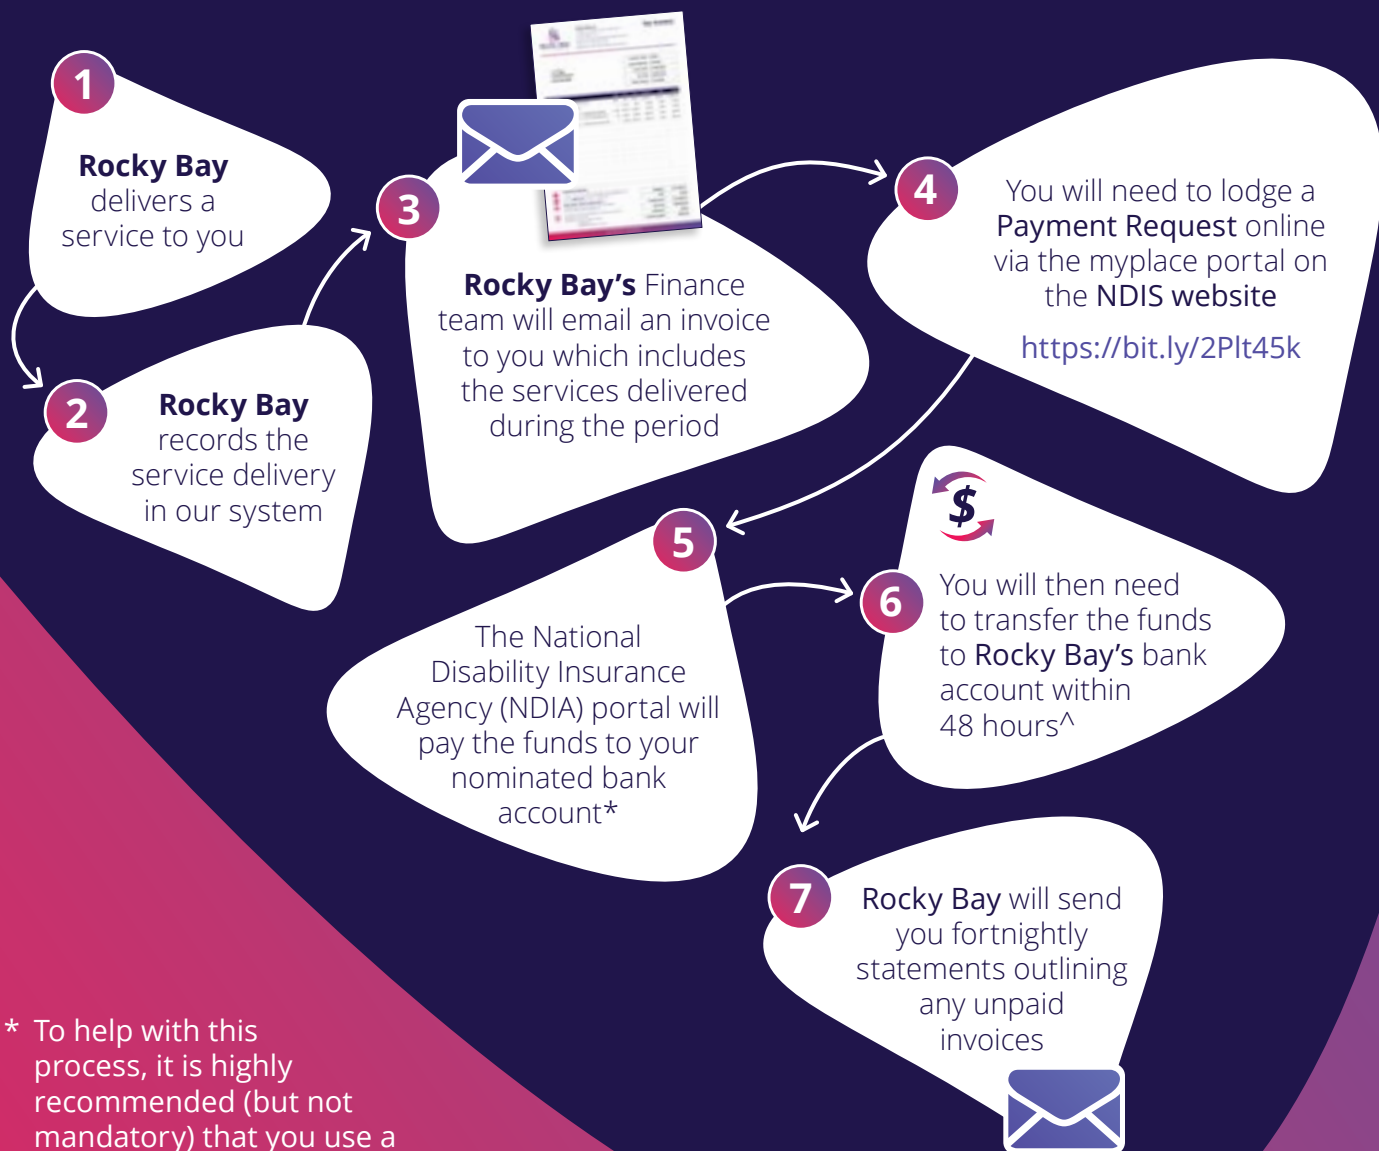 1
Rocky Bay
delivers a
service to you
2
Rocky Bay
records the
service delivery
in our system
3
Rocky Bay’s Finance
team will email an invoice
to you which includes
the services delivered
during the period
4
You will need to lodge a
Payment Request online
via the myplace portal on
the NDIS website
https://bit.ly/2Plt45k
5
The National
Disability Insurance
Agency (NDIA) portal will
pay the funds to your
nominated bank
account*
$
6
You will then need
to transfer the funds
to Rocky Bay’s bank
account within
48 hours^
7
Rocky Bay will send
you fortnightly
statements outlining
any unpaid
invoices
* To help with this
process, it is highly
recommended (but not
mandatory) that you use a